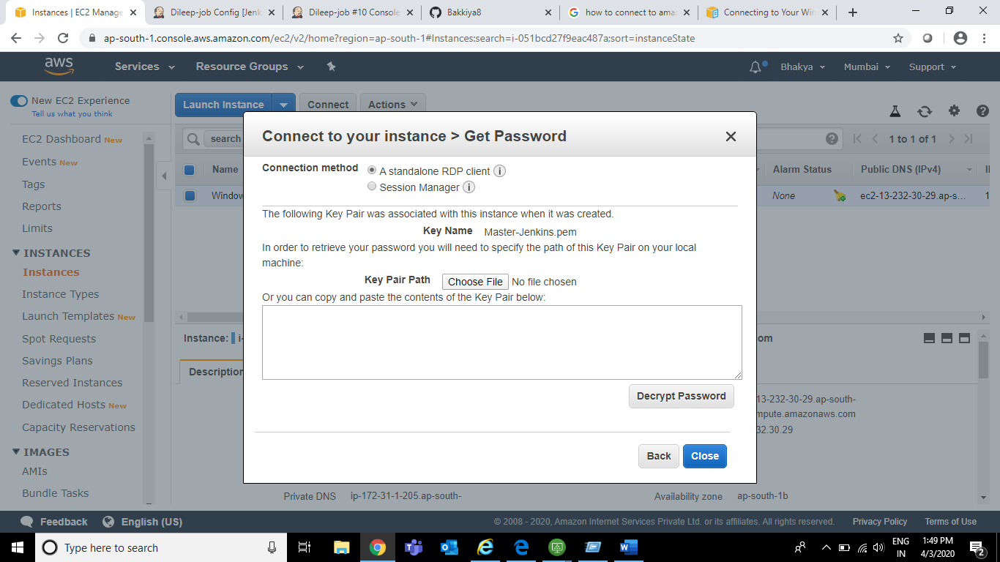 Instances | EC2 Manage
Dileep-job Config [Jenk
Dileep-job #10 Console
Bakkiya8
how to connect to ama
Connecting to Your Win
ap-south-1.console.aws.amazon.com/ec2/v2/home?region=ap-south-1#Instances:search=i-051bcd27f9eac487a;sort=instanceState
aws
Services
Resource Groups
Bhakya
Mumbai
Support
New EC2 Experience
Tell us what you think
Launch Instance
Connect
Actions
EC2 Dashboard New
Events New
Tags
Reports
Limits
INSTANCES
Instances
Instance Types
Launch Templates New
Spot Requests
Savings Plans
Reserved Instances
Dedicated Hosts New
Capacity Reservations
IMAGES
AMIs
Bundle Tasks
search
1 to 1 of 1
Name
Alarm Status
Public DNS (IPv4)
Window
None
ec2-13-232-30-29.ap-s...
1
Connect to your instance > Get Password
Connection method
A standalone RDP client
Session Manager
The following Key Pair was associated with this instance when it was created.
Key Name Master-Jenkins.pem
In order to retrieve your password you will need to specify the path of this Key Pair on your local
machine:
Key Pair Path Choose File No file chosen
Or you can copy and paste the contents of the Key Pair below:
Decrypt Password
Back
Close
Instance: i-
om
Description
13-232-30-29.ap-south-
mpute.amazonaws.com
32.30.29
Private DNS ip-172-31-1-205.ap-south-
Availability zone ap-south-1b
Feedback
English (US)
© 2008 - 2020, Amazon Internet Services Private Ltd. or its affiliates. All rights reserved.
Privacy Policy
Terms of Use
Type here to search
ENG
IN
1:49 PM
4/3/2020
2